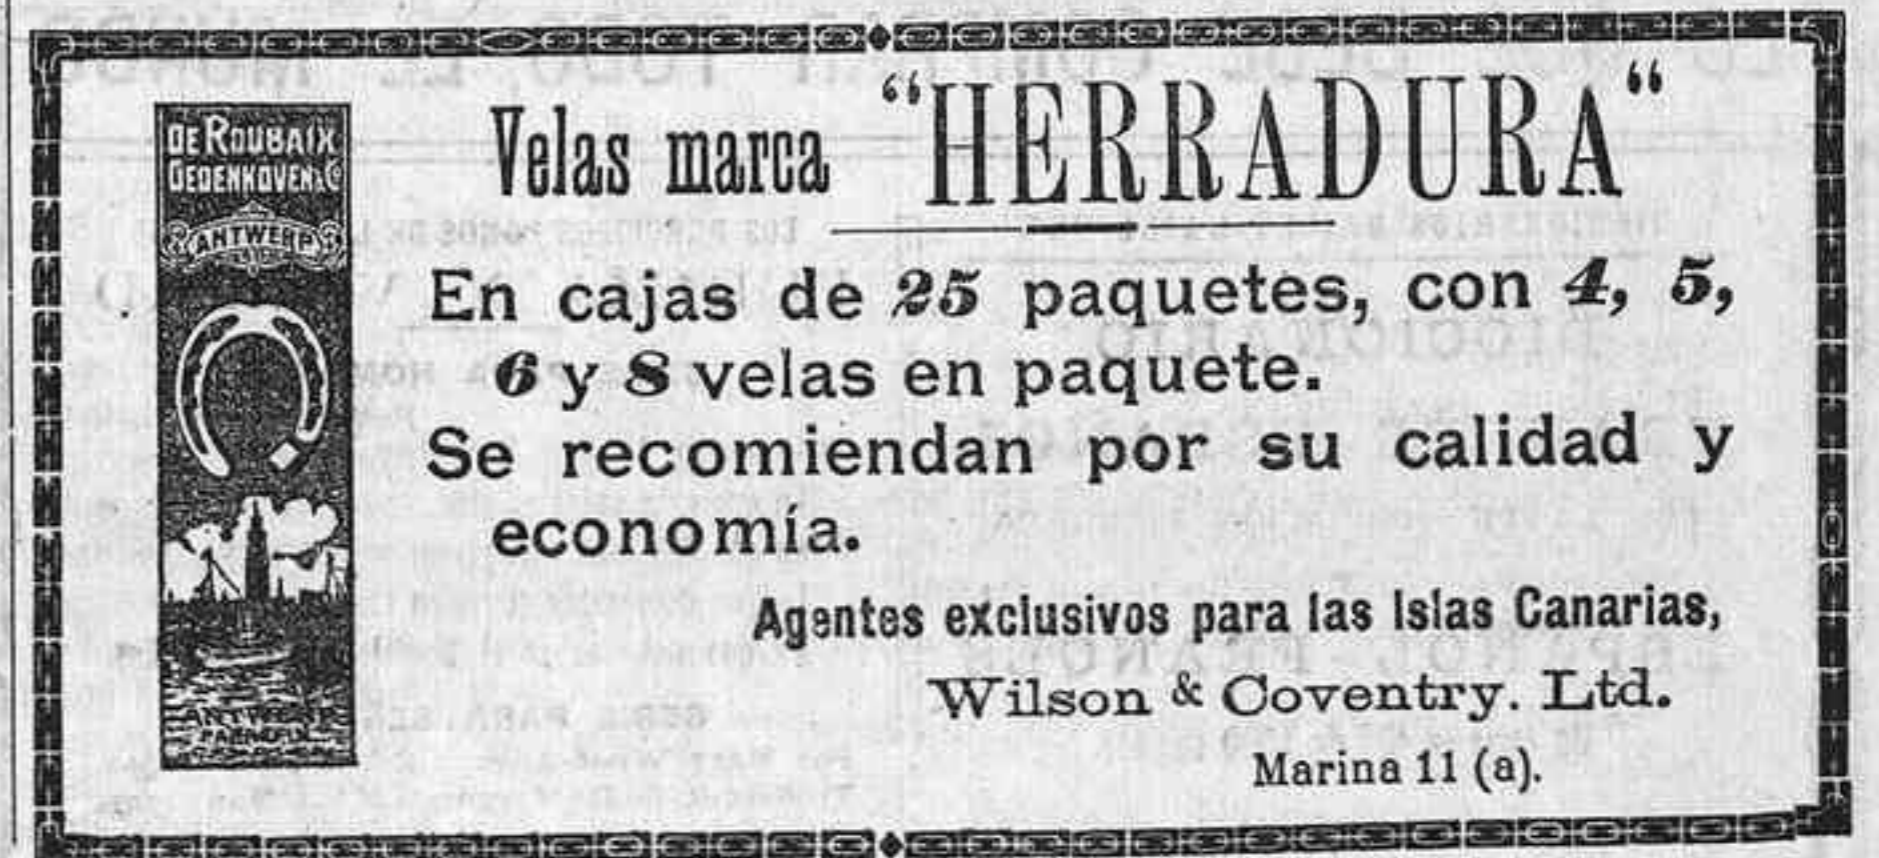 DE ROUBAIX
OEDENKOVEN & Co
ANTWERP
ANTWERP
Velas marca "HERRADURA"
En cajas de 25 paquetes, con 4, 5,
6 y 8 velas en paquete.
Se recomiendan por su calidad y
economía.
Agentes exclusivos para las Islas Canarias,
Wilson & Coventry. Ltd.
Marina 11 (a).